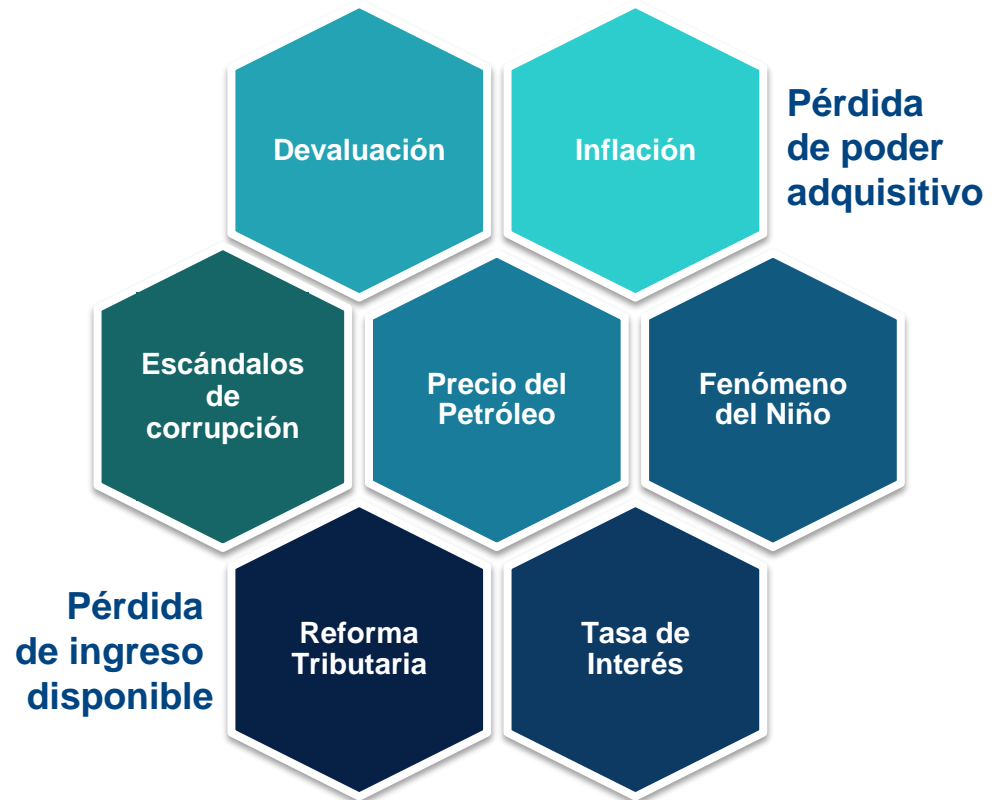 Devaluación
Inflación
Pérdida
de poder
adquisitivo
Escándalos
de
corrupción
Precio del
Petróleo
Fenómeno
del Niño
Pérdida
de ingreso
disponible
Reforma
Tributaria
Tasa de
Interés